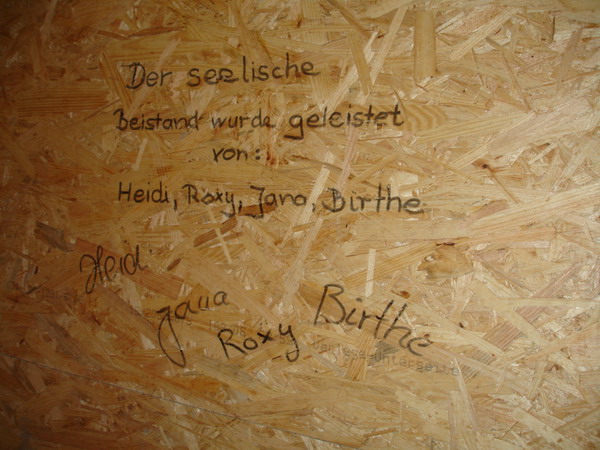 Der seelische
Beistand wurde geleistet
von:
Heidi, Roxy, Jana, Birthe
Heidi
Jana
Roxy
Birthe